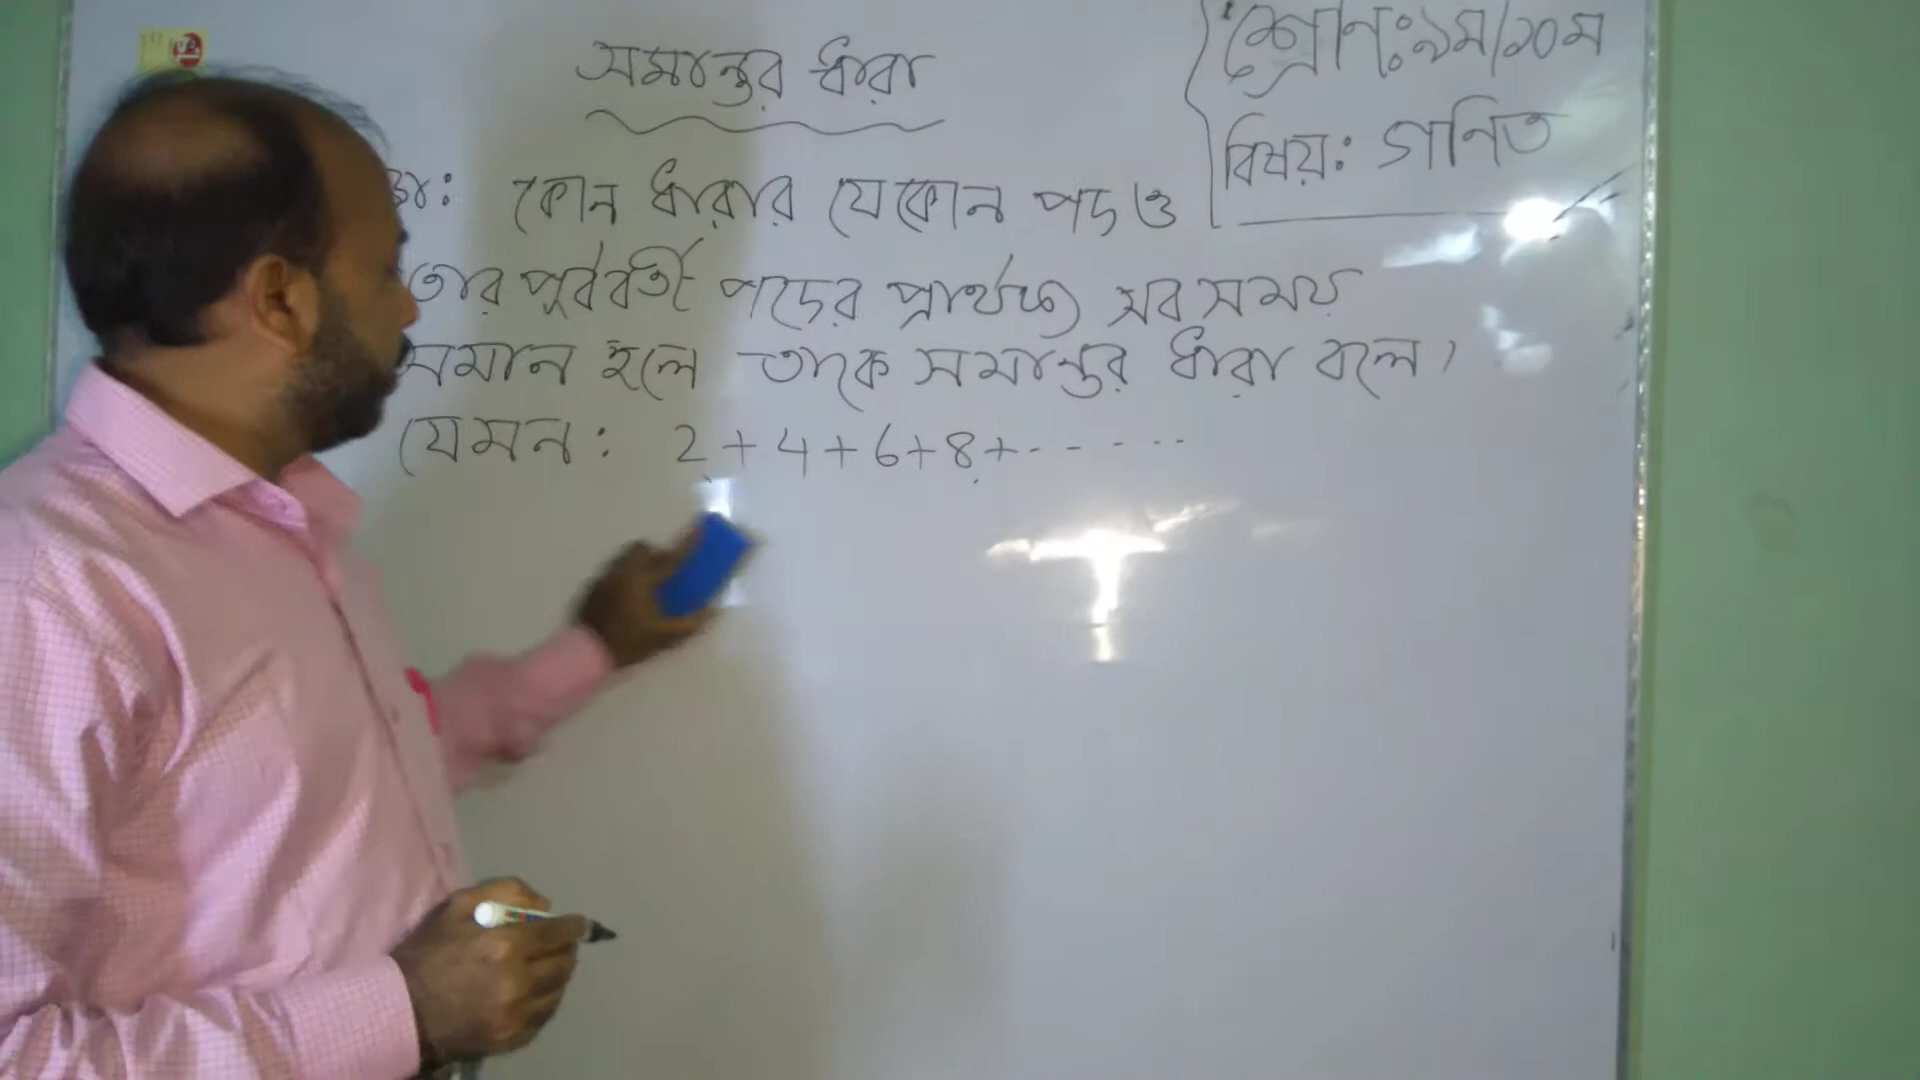 সমান্তর ধারা
শ্রেণি: ৯ম/১০ম
বিষয়: গনিত
কোন ধারার যেকোন পদ ও
তার পূর্ববর্তী পদের প্রার্থক্য সব সময়
সমান হলে তাকে সমান্তর ধারা বলে।
যেমন: 2 + 4 + 6 + 8 + - - - - - -